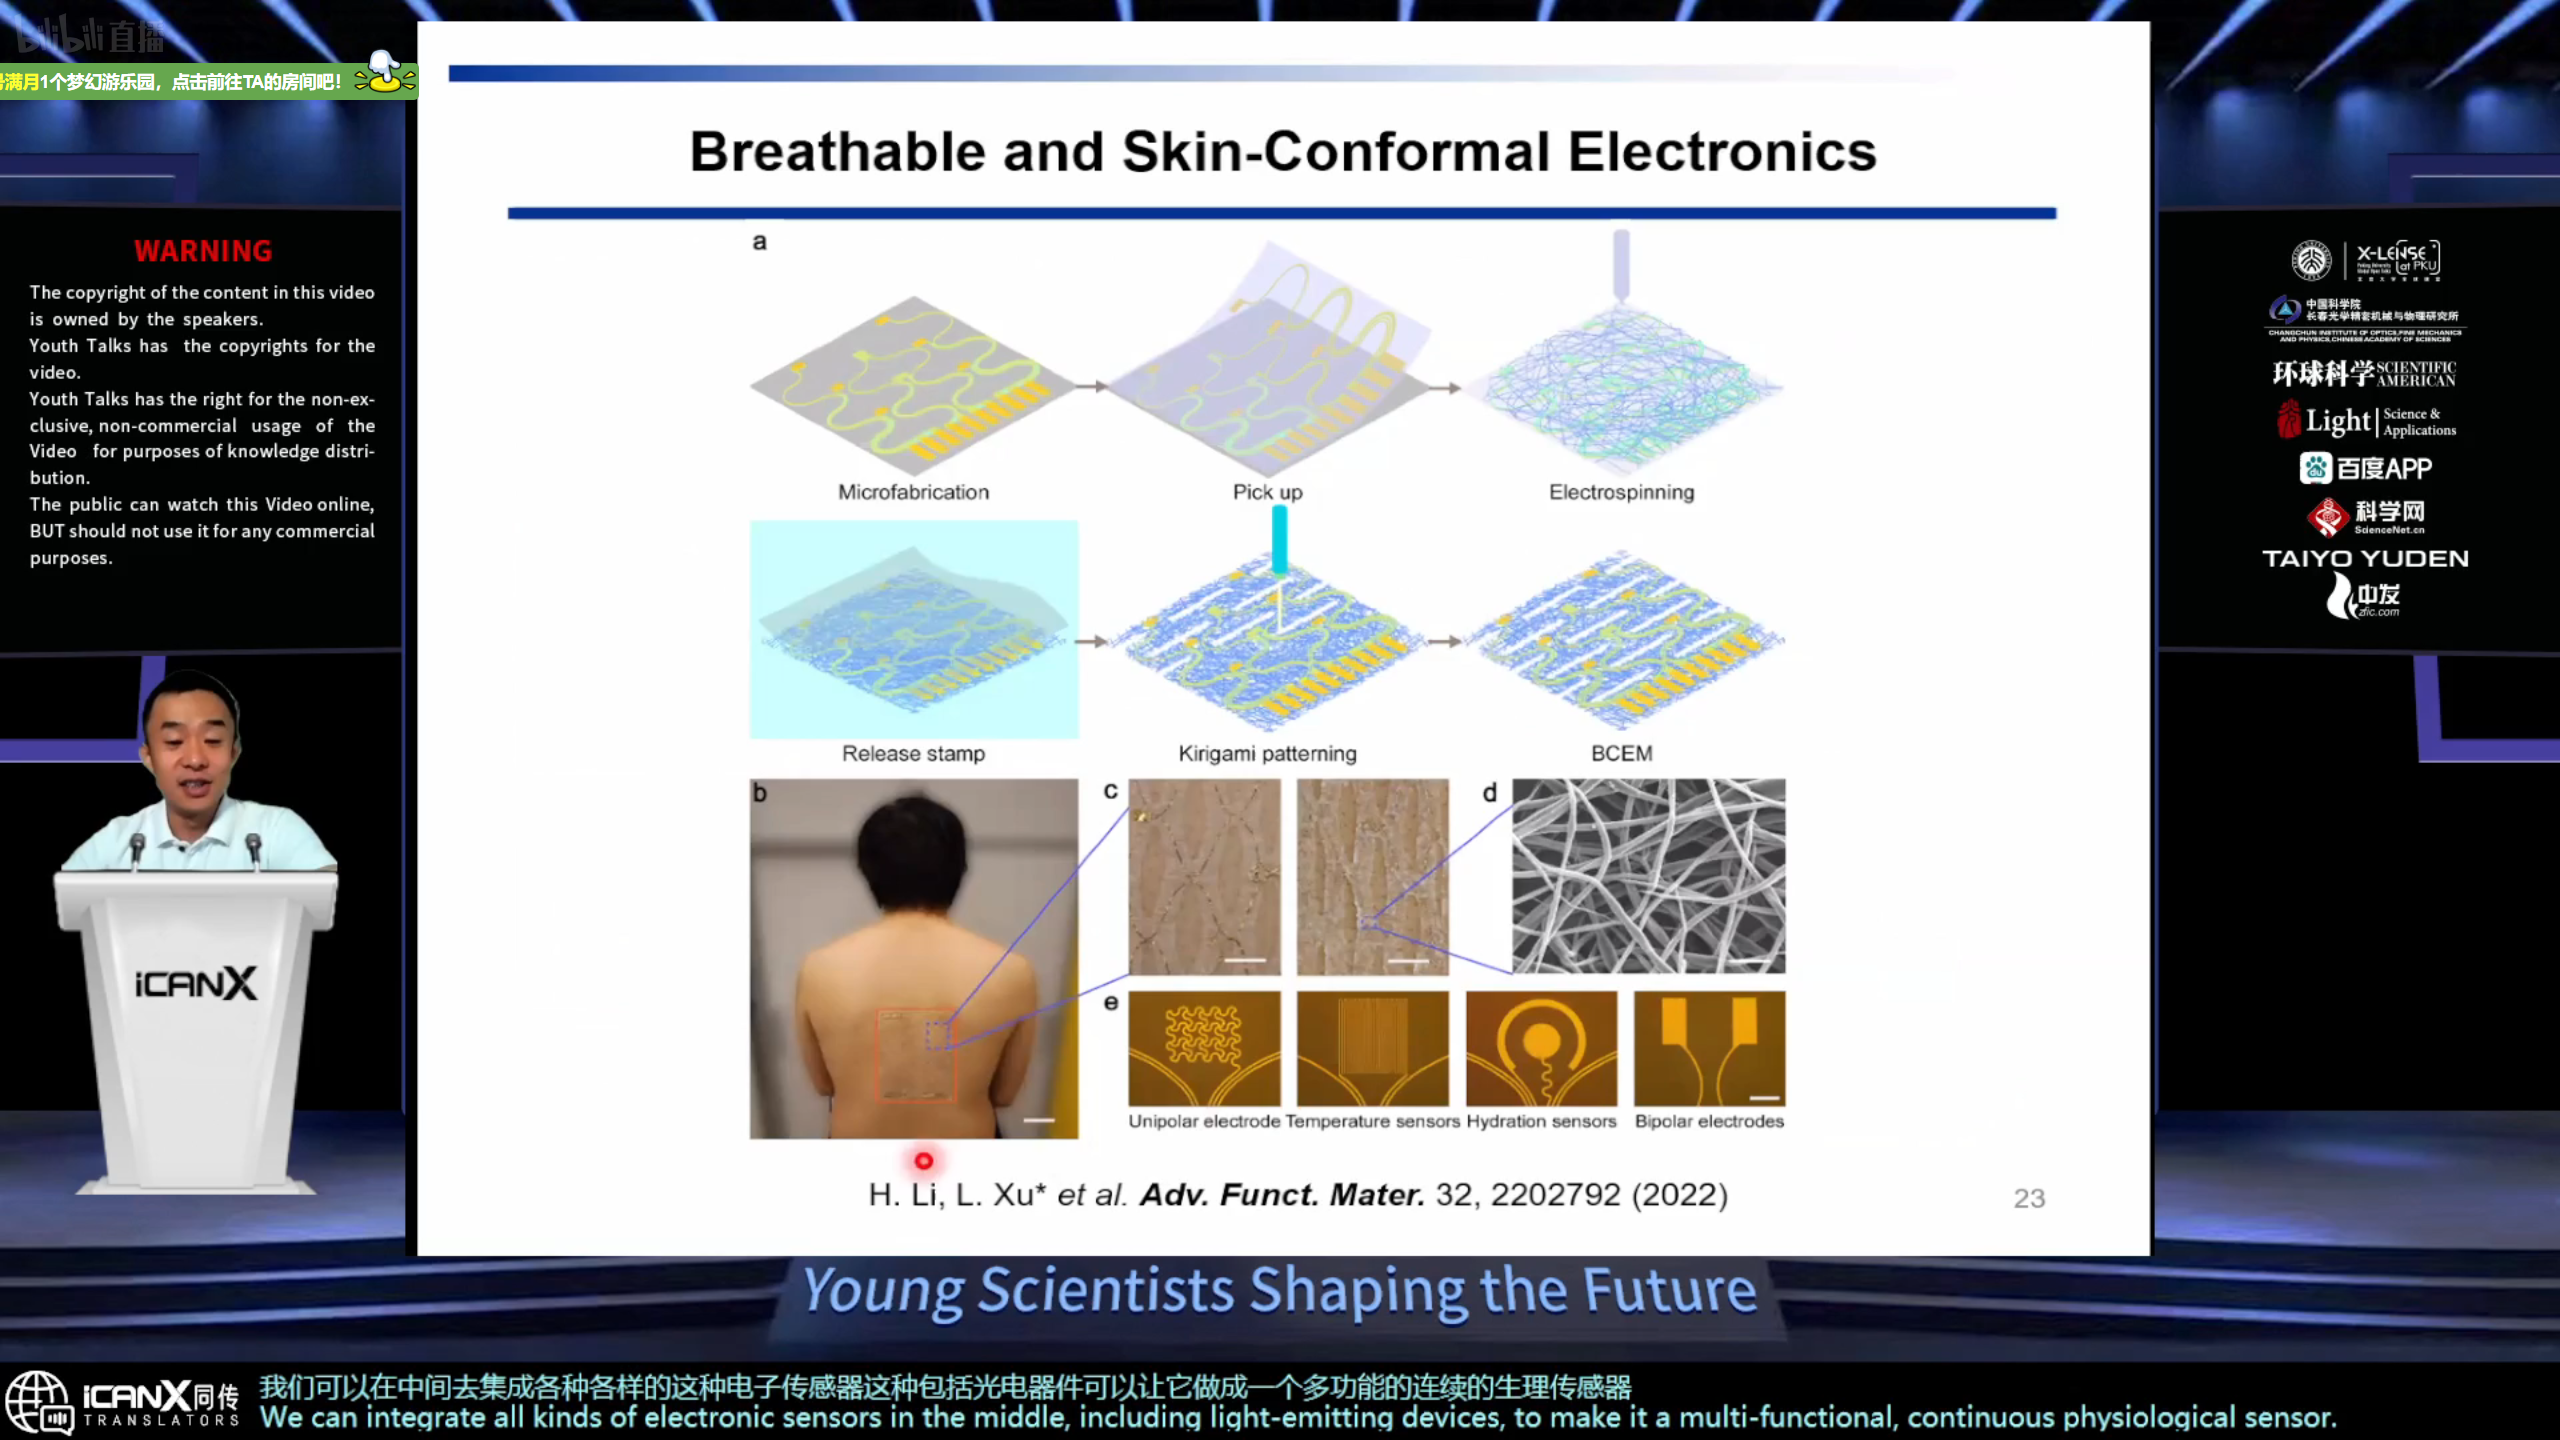 bilibili 直播
满月1个梦幻游乐园，点击前往TA的房间吧！
WARNING
The copyright of the content in this video
is owned by the speakers.
Youth Talks has the copyrights for the
video.
Youth Talks has the right for the non-ex-
clusive, non-commercial usage of the
Video for purposes of knowledge distri-
bution.
The public can watch this Video online,
BUT should not use it for any commercial
purposes.
iCANX
Breathable and Skin-Conformal Electronics
a
Microfabrication
Pick up
Electrospinning
Release stamp
Kirigami patterning
BCEM
b
c
d
e
Unipolar electrode
Temperature sensors
Hydration sensors
Bipolar electrodes
H. Li, L. Xu* et al. Adv. Funct. Mater. 32, 2202792 (2022)
23
X-LENSE
at PKU
中国科学院
长春光学精密机械与物理研究所
CHANGCHUN INSTITUTE OF OPTICS,FINE MECHANICS
AND PHYSICS,CHINESE ACADEMY OF SCIENCES
环球科学 SCIENTIFIC AMERICAN
Light Science & Applications
du 百度APP
科学网
ScienceNet.cn
TAIYO YUDEN
中发
zfic.com
Young Scientists Shaping the Future
iCANX同传
TRANSLATORS
我们可以在中间去集成各种各样的这种电子传感器这种包括光电器件可以让它做成一个多功能的连续的生理传感器
We can integrate all kinds of electronic sensors in the middle, including light-emitting devices, to make it a multi-functional, continuous physiological sensor.